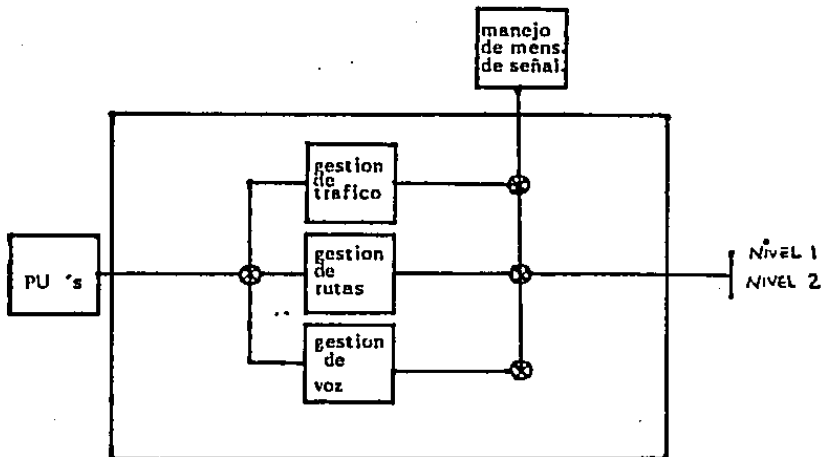 manejo
de mens.
de señal.
gestion
de
trafico
PU 's
gestion
de
rutas
NIVEL 1
NIVEL 2
gestion
de
voz